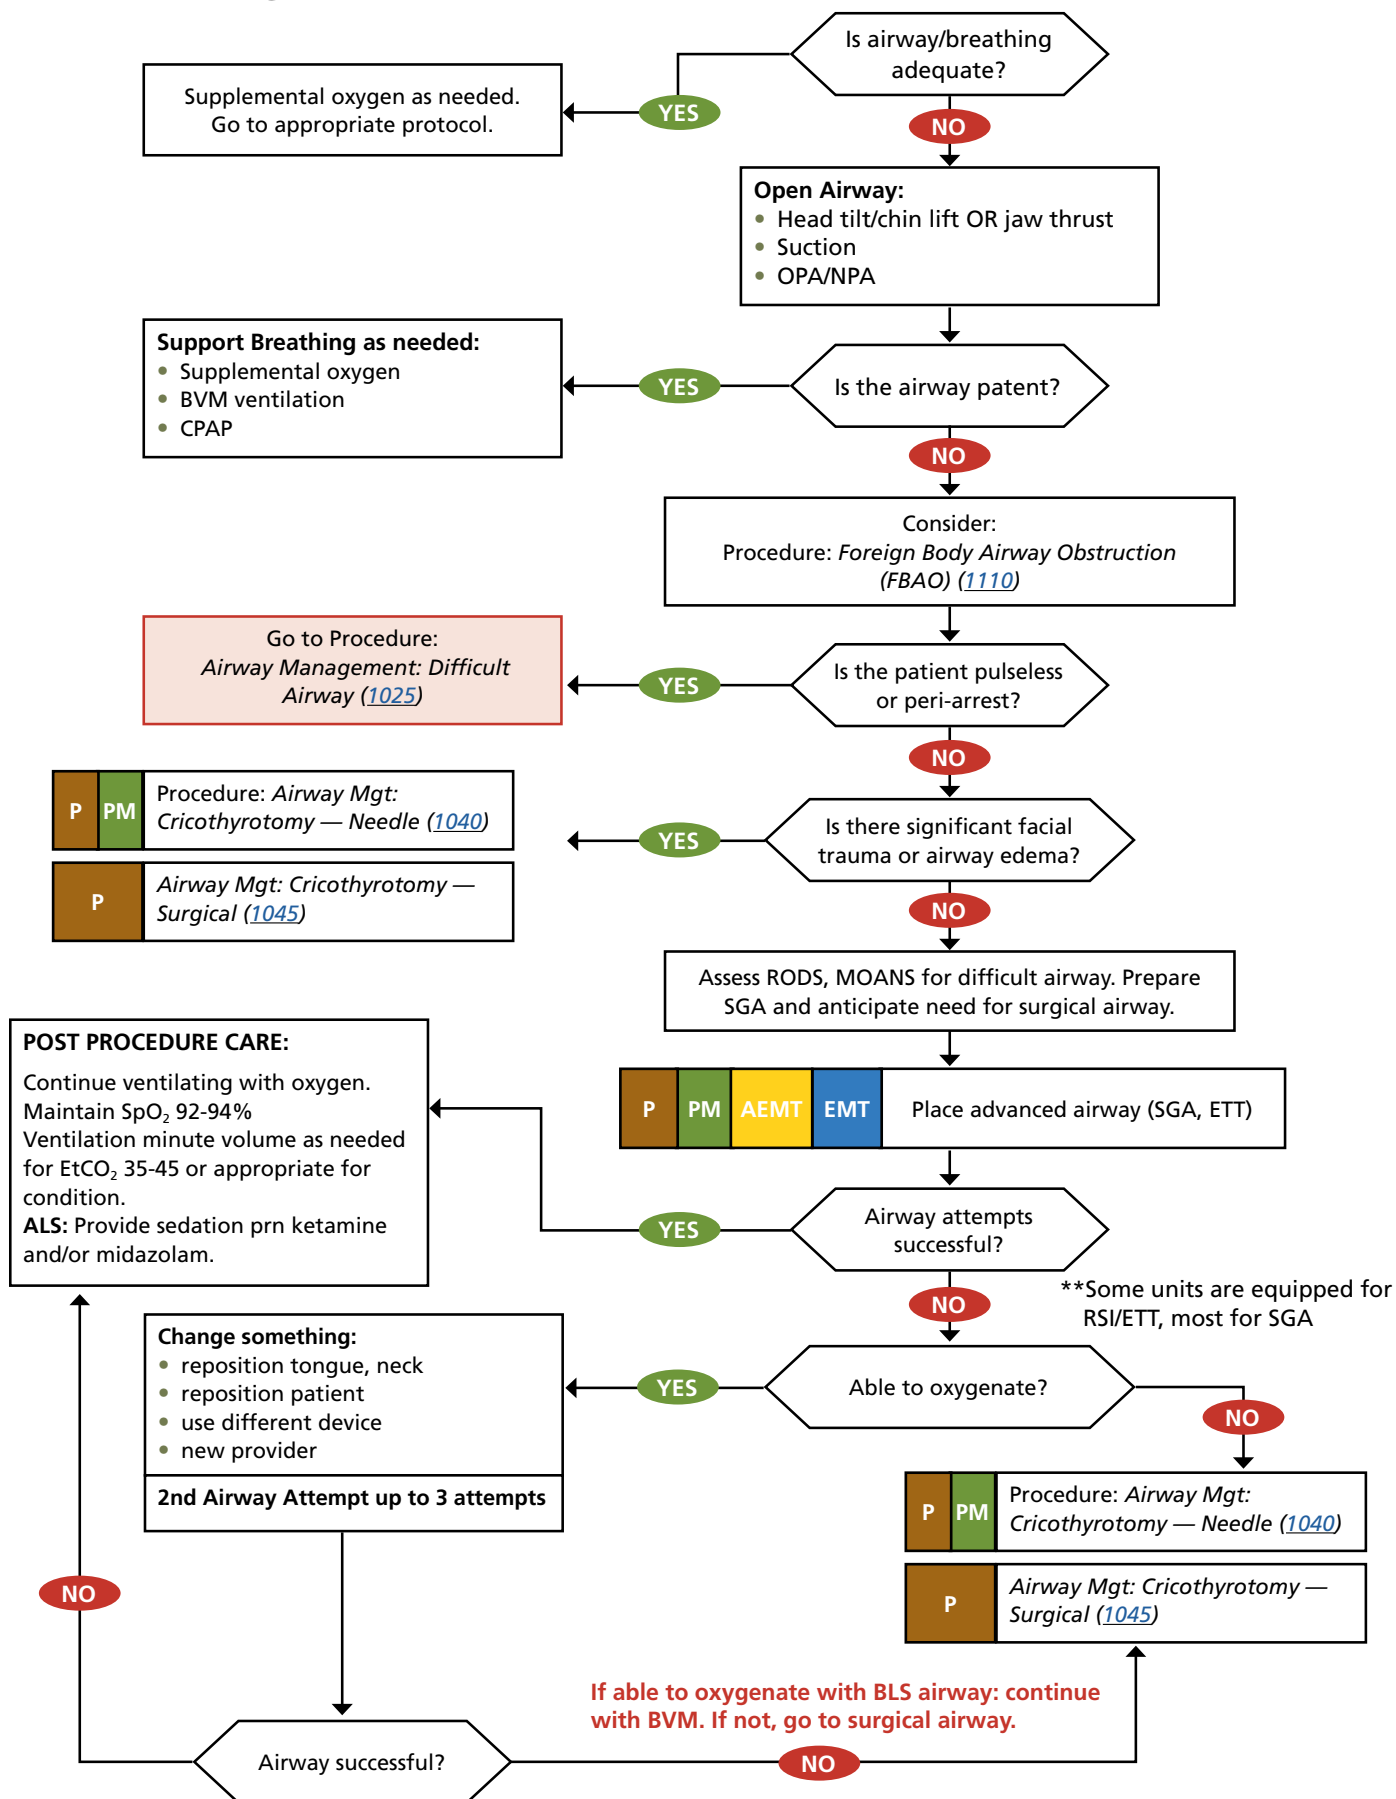 Is airway/breathing
adequate?
YES
Supplemental oxygen as needed.
Go to appropriate protocol.
NO
Open Airway:
• Head tilt/chin lift OR jaw thrust
• Suction
• OPA/NPA
Is the airway patent?
YES
Support Breathing as needed:
• Supplemental oxygen
• BVM ventilation
• CPAP
NO
Consider:
Procedure: Foreign Body Airway Obstruction
(FBAO) (1110)
Is the patient pulseless
or peri-arrest?
YES
Go to Procedure:
Airway Management: Difficult
Airway (1025)
NO
Is there significant facial
trauma or airway edema?
YES
P PM Procedure: Airway Mgt:
Cricothyrotomy — Needle (1040)
P Airway Mgt: Cricothyrotomy —
Surgical (1045)
NO
Assess RODS, MOANS for difficult airway. Prepare
SGA and anticipate need for surgical airway.
P PM AEMT EMT Place advanced airway (SGA, ETT)
Airway attempts
successful?
YES
POST PROCEDURE CARE:
Continue ventilating with oxygen.
Maintain SpO₂ 92-94%
Ventilation minute volume as needed
for EtCO₂ 35-45 or appropriate for
condition.
ALS: Provide sedation prn ketamine
and/or midazolam.
NO
**Some units are equipped for
RSI/ETT, most for SGA
Able to oxygenate?
YES
Change something:
• reposition tongue, neck
• reposition patient
• use different device
• new provider
2nd Airway Attempt up to 3 attempts
NO
P PM Procedure: Airway Mgt:
Cricothyrotomy — Needle (1040)
P Airway Mgt: Cricothyrotomy —
Surgical (1045)
NO
If able to oxygenate with BLS airway: continue
with BVM. If not, go to surgical airway.
Airway successful?
NO